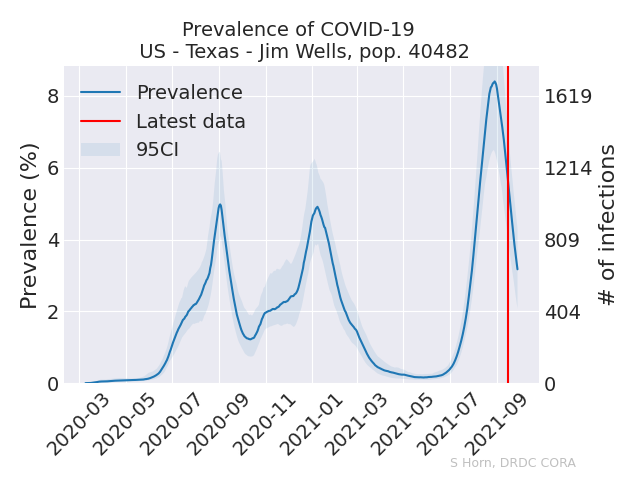 Prevalence of COVID-19
US - Texas - Jim Wells, pop. 40482
Prevalence
Latest data
95CI
Prevalence (%)
0
2
4
6
8
# of infections
0
404
809
1214
1619
2020-03
2020-05
2020-07
2020-09
2020-11
2021-01
2021-03
2021-05
2021-07
2021-09
S Horn, DRDC CORA